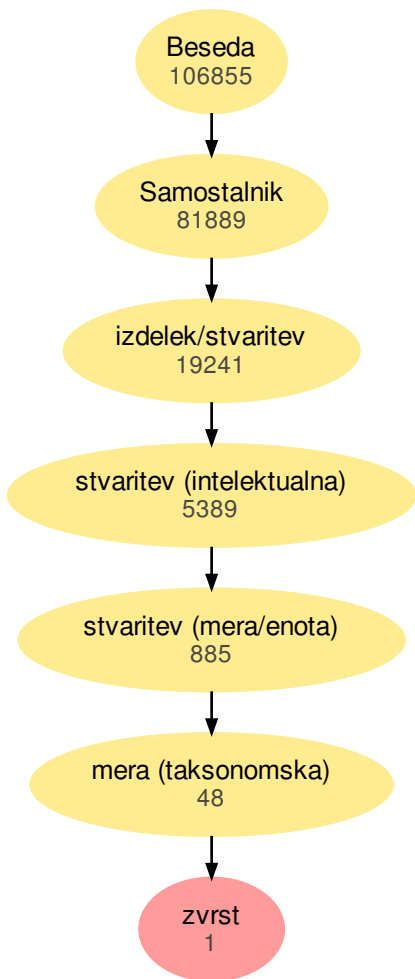 Beseda
106855
Samostalnik
81889
izdelek/stvaritev
19241
stvaritev (intelektualna)
5389
stvaritev (mera/enota)
885
mera (taksonomska)
48
zvrst
1